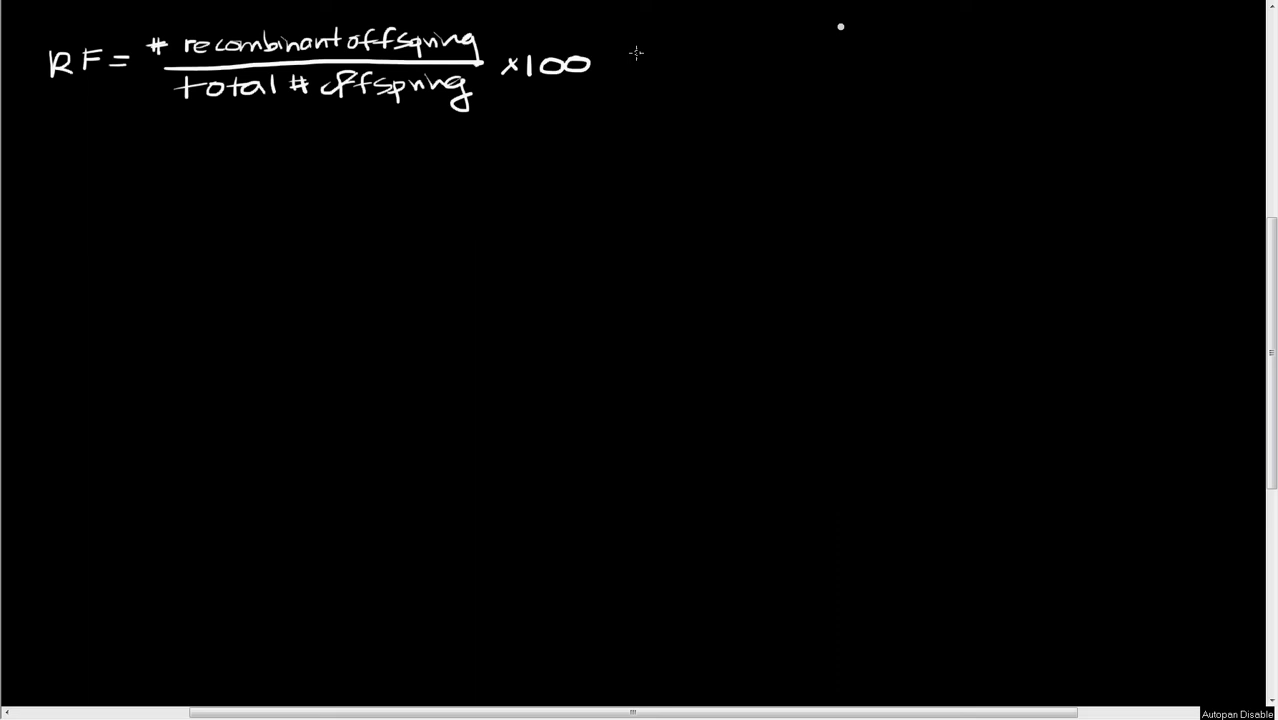 RF = # recombinant offspring / total # offspring × 100
Autopan Disable